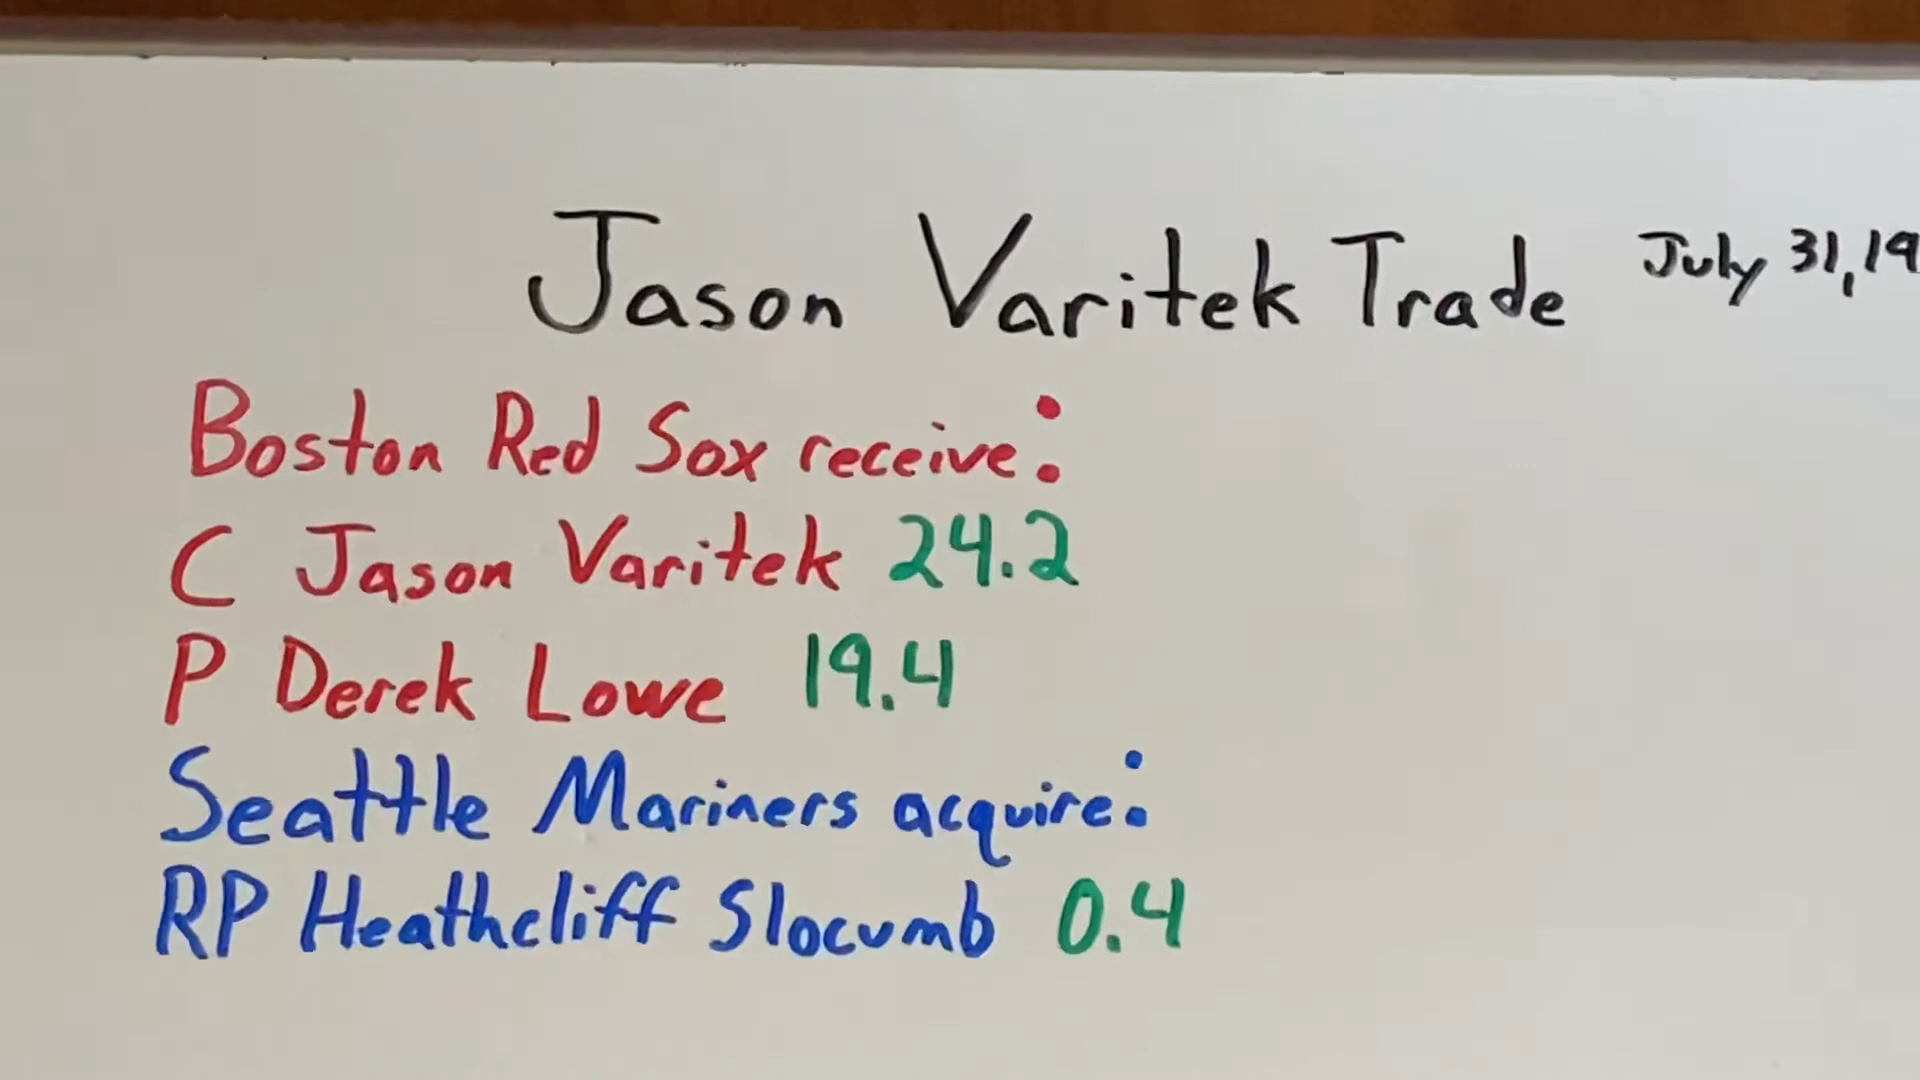 Jason Varitek Trade July 31, 19
Boston Red Sox receive:
C Jason Varitek 24.2
P Derek Lowe 19.4
Seattle Mariners acquire:
RP Heathcliff Slocumb 0.4